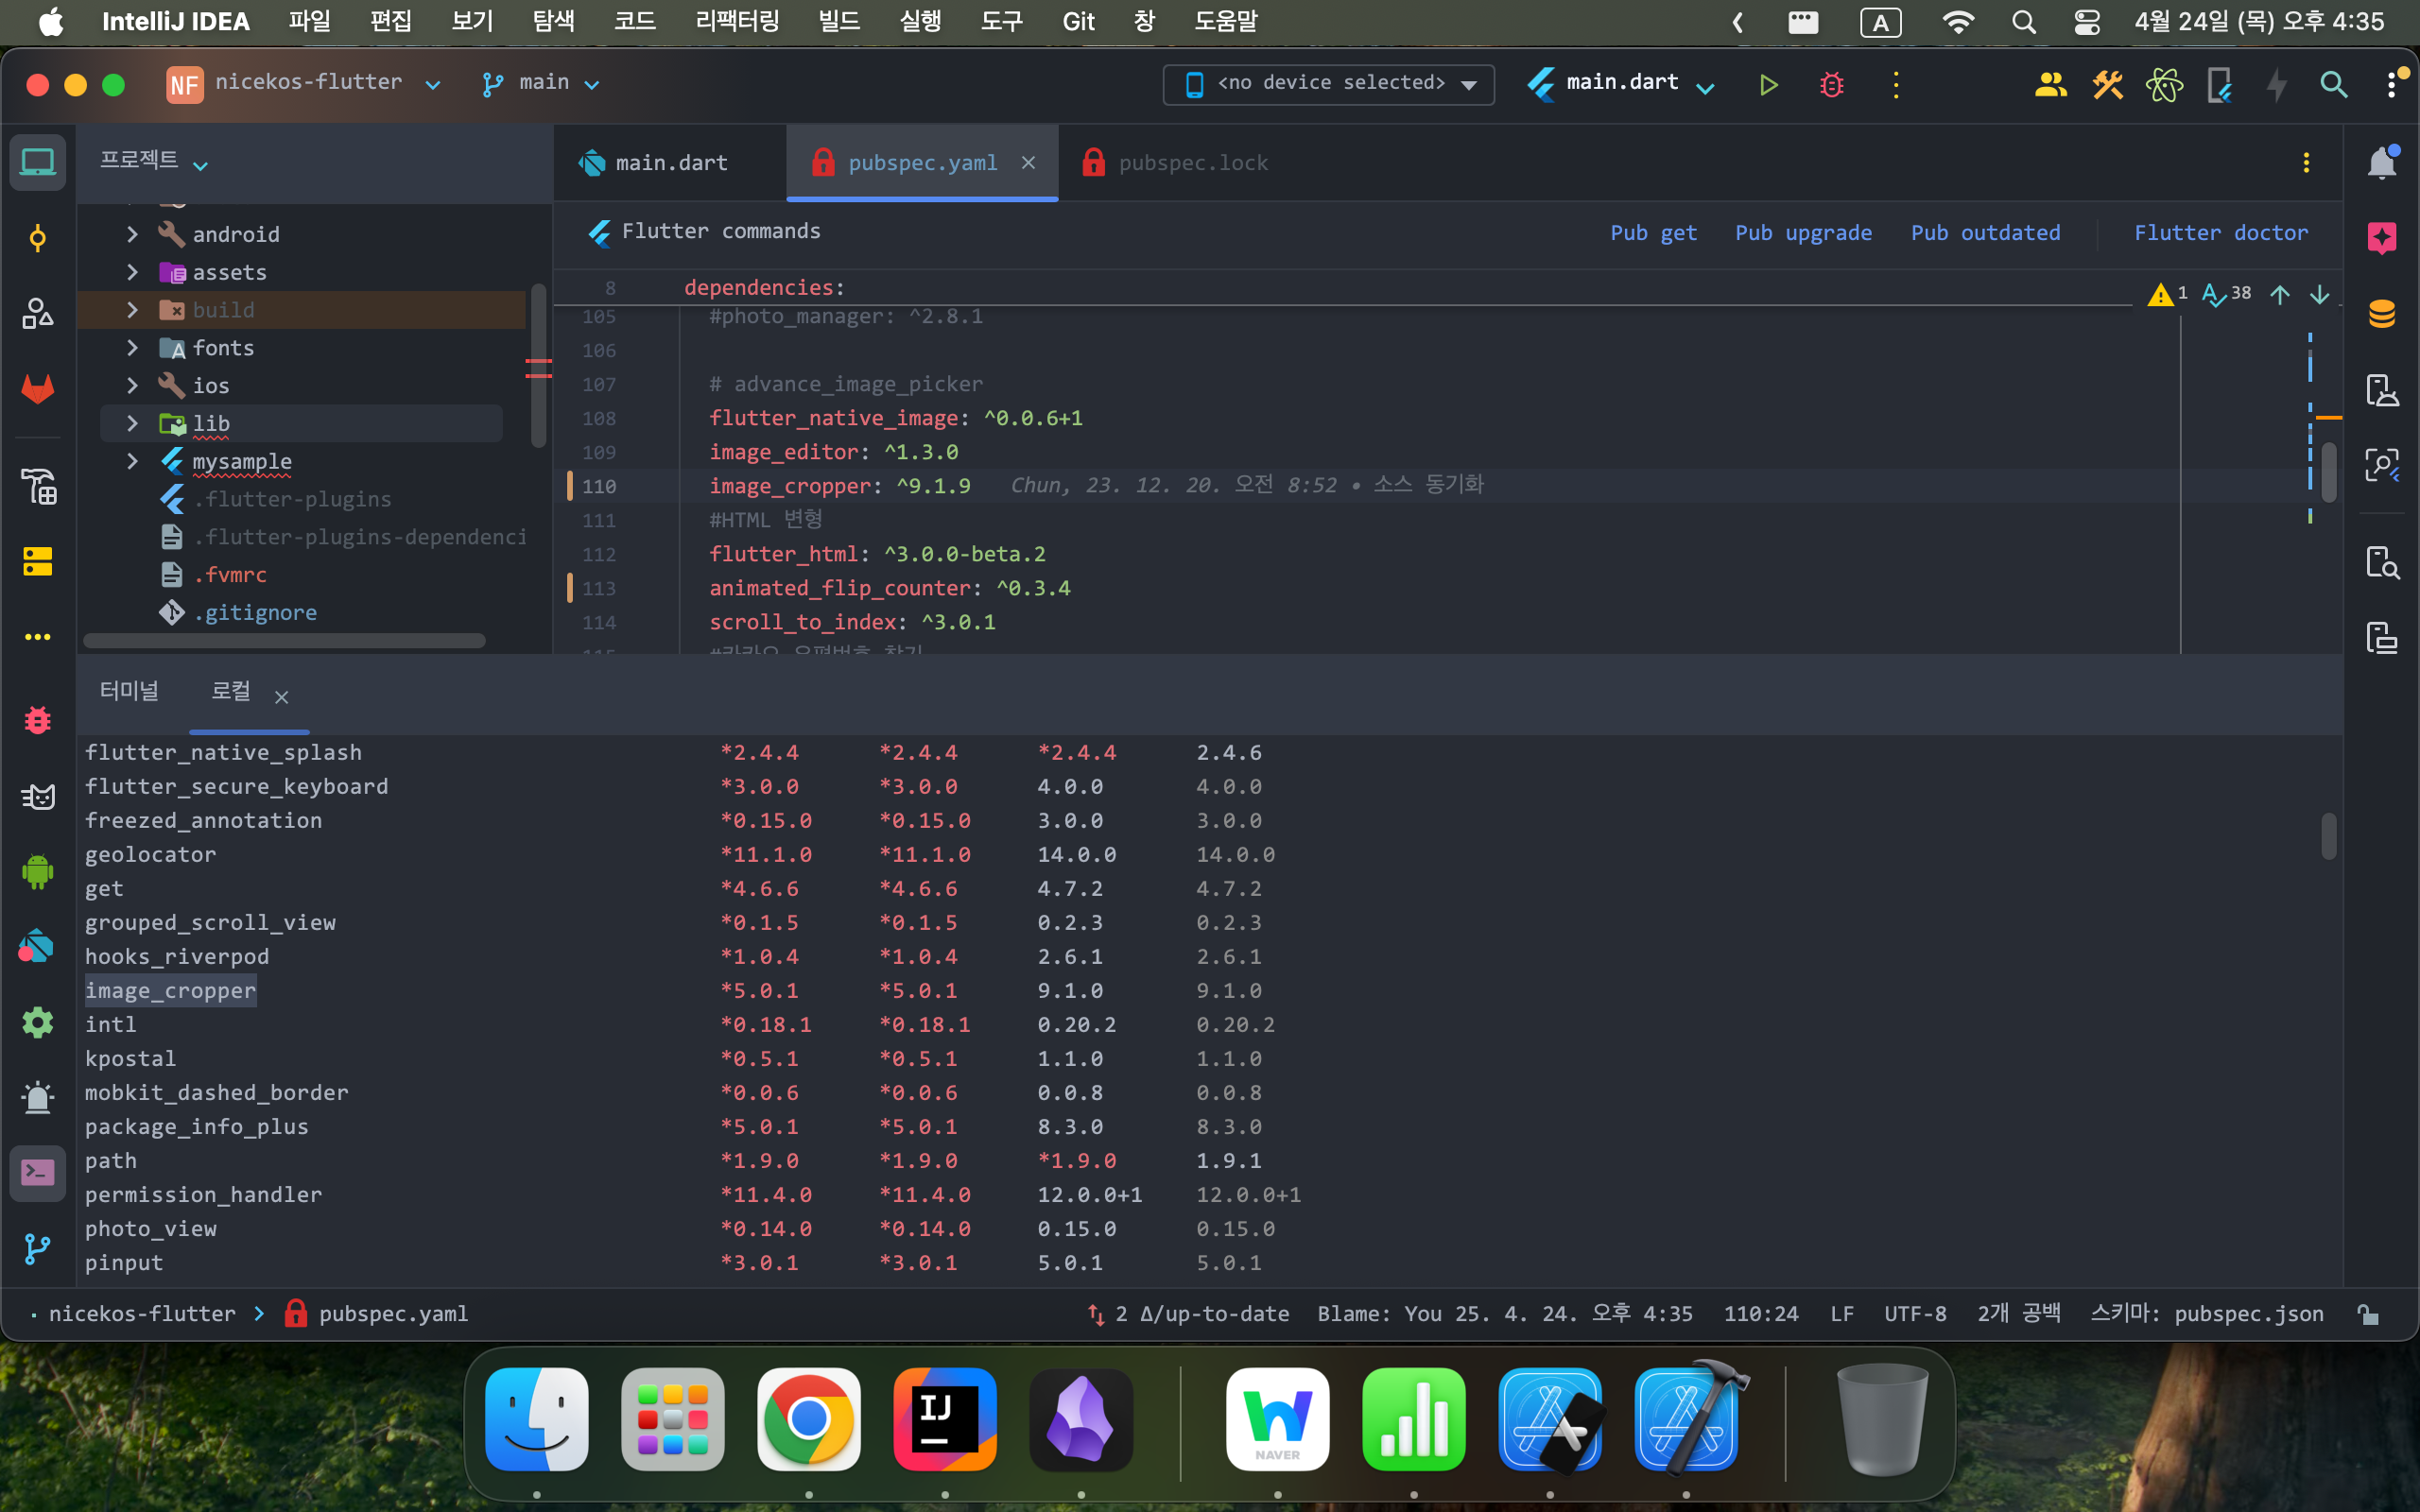 IntelliJ IDEA 파일 편집 보기 탐색 코드 리팩터링 빌드 실행 도구 Git 창 도움말 A 4월 24일 (목) 오후 4:35
NF nicekos-flutter main <no device selected> main.dart
프로젝트 main.dart pubspec.yaml pubspec.lock
Flutter commands Pub get Pub upgrade Pub outdated Flutter doctor
android
assets
build
fonts
ios
lib
mysample
.flutter-plugins
.flutter-plugins-dependenci
.fvmrc
.gitignore
8 dependencies: 1 38
105 #photo_manager: ^2.8.1
106
107 # advance_image_picker
108 flutter_native_image: ^0.0.6+1
109 image_editor: ^1.3.0
110 image_cropper: ^9.1.9 Chun, 23. 12. 20. 오전 8:52 • 소스 동기화
111 #HTML 변형
112 flutter_html: ^3.0.0-beta.2
113 animated_flip_counter: ^0.3.4
114 scroll_to_index: ^3.0.1
터미널 로컬
flutter_native_splash *2.4.4 *2.4.4 *2.4.4 2.4.6
flutter_secure_keyboard *3.0.0 *3.0.0 4.0.0 4.0.0
freezed_annotation *0.15.0 *0.15.0 3.0.0 3.0.0
geolocator *11.1.0 *11.1.0 14.0.0 14.0.0
get *4.6.6 *4.6.6 4.7.2 4.7.2
grouped_scroll_view *0.1.5 *0.1.5 0.2.3 0.2.3
hooks_riverpod *1.0.4 *1.0.4 2.6.1 2.6.1
image_cropper *5.0.1 *5.0.1 9.1.0 9.1.0
intl *0.18.1 *0.18.1 0.20.2 0.20.2
kpostal *0.5.1 *0.5.1 1.1.0 1.1.0
mobkit_dashed_border *0.0.6 *0.0.6 0.0.8 0.0.8
package_info_plus *5.0.1 *5.0.1 8.3.0 8.3.0
path *1.9.0 *1.9.0 *1.9.0 1.9.1
permission_handler *11.4.0 *11.4.0 12.0.0+1 12.0.0+1
photo_view *0.14.0 *0.14.0 0.15.0 0.15.0
pinput *3.0.1 *3.0.1 5.0.1 5.0.1
nicekos-flutter pubspec.yaml 2 Δ/up-to-date Blame: You 25. 4. 24. 오후 4:35 110:24 LF UTF-8 2개 공백 스키마: pubspec.json
IJ
NAVER